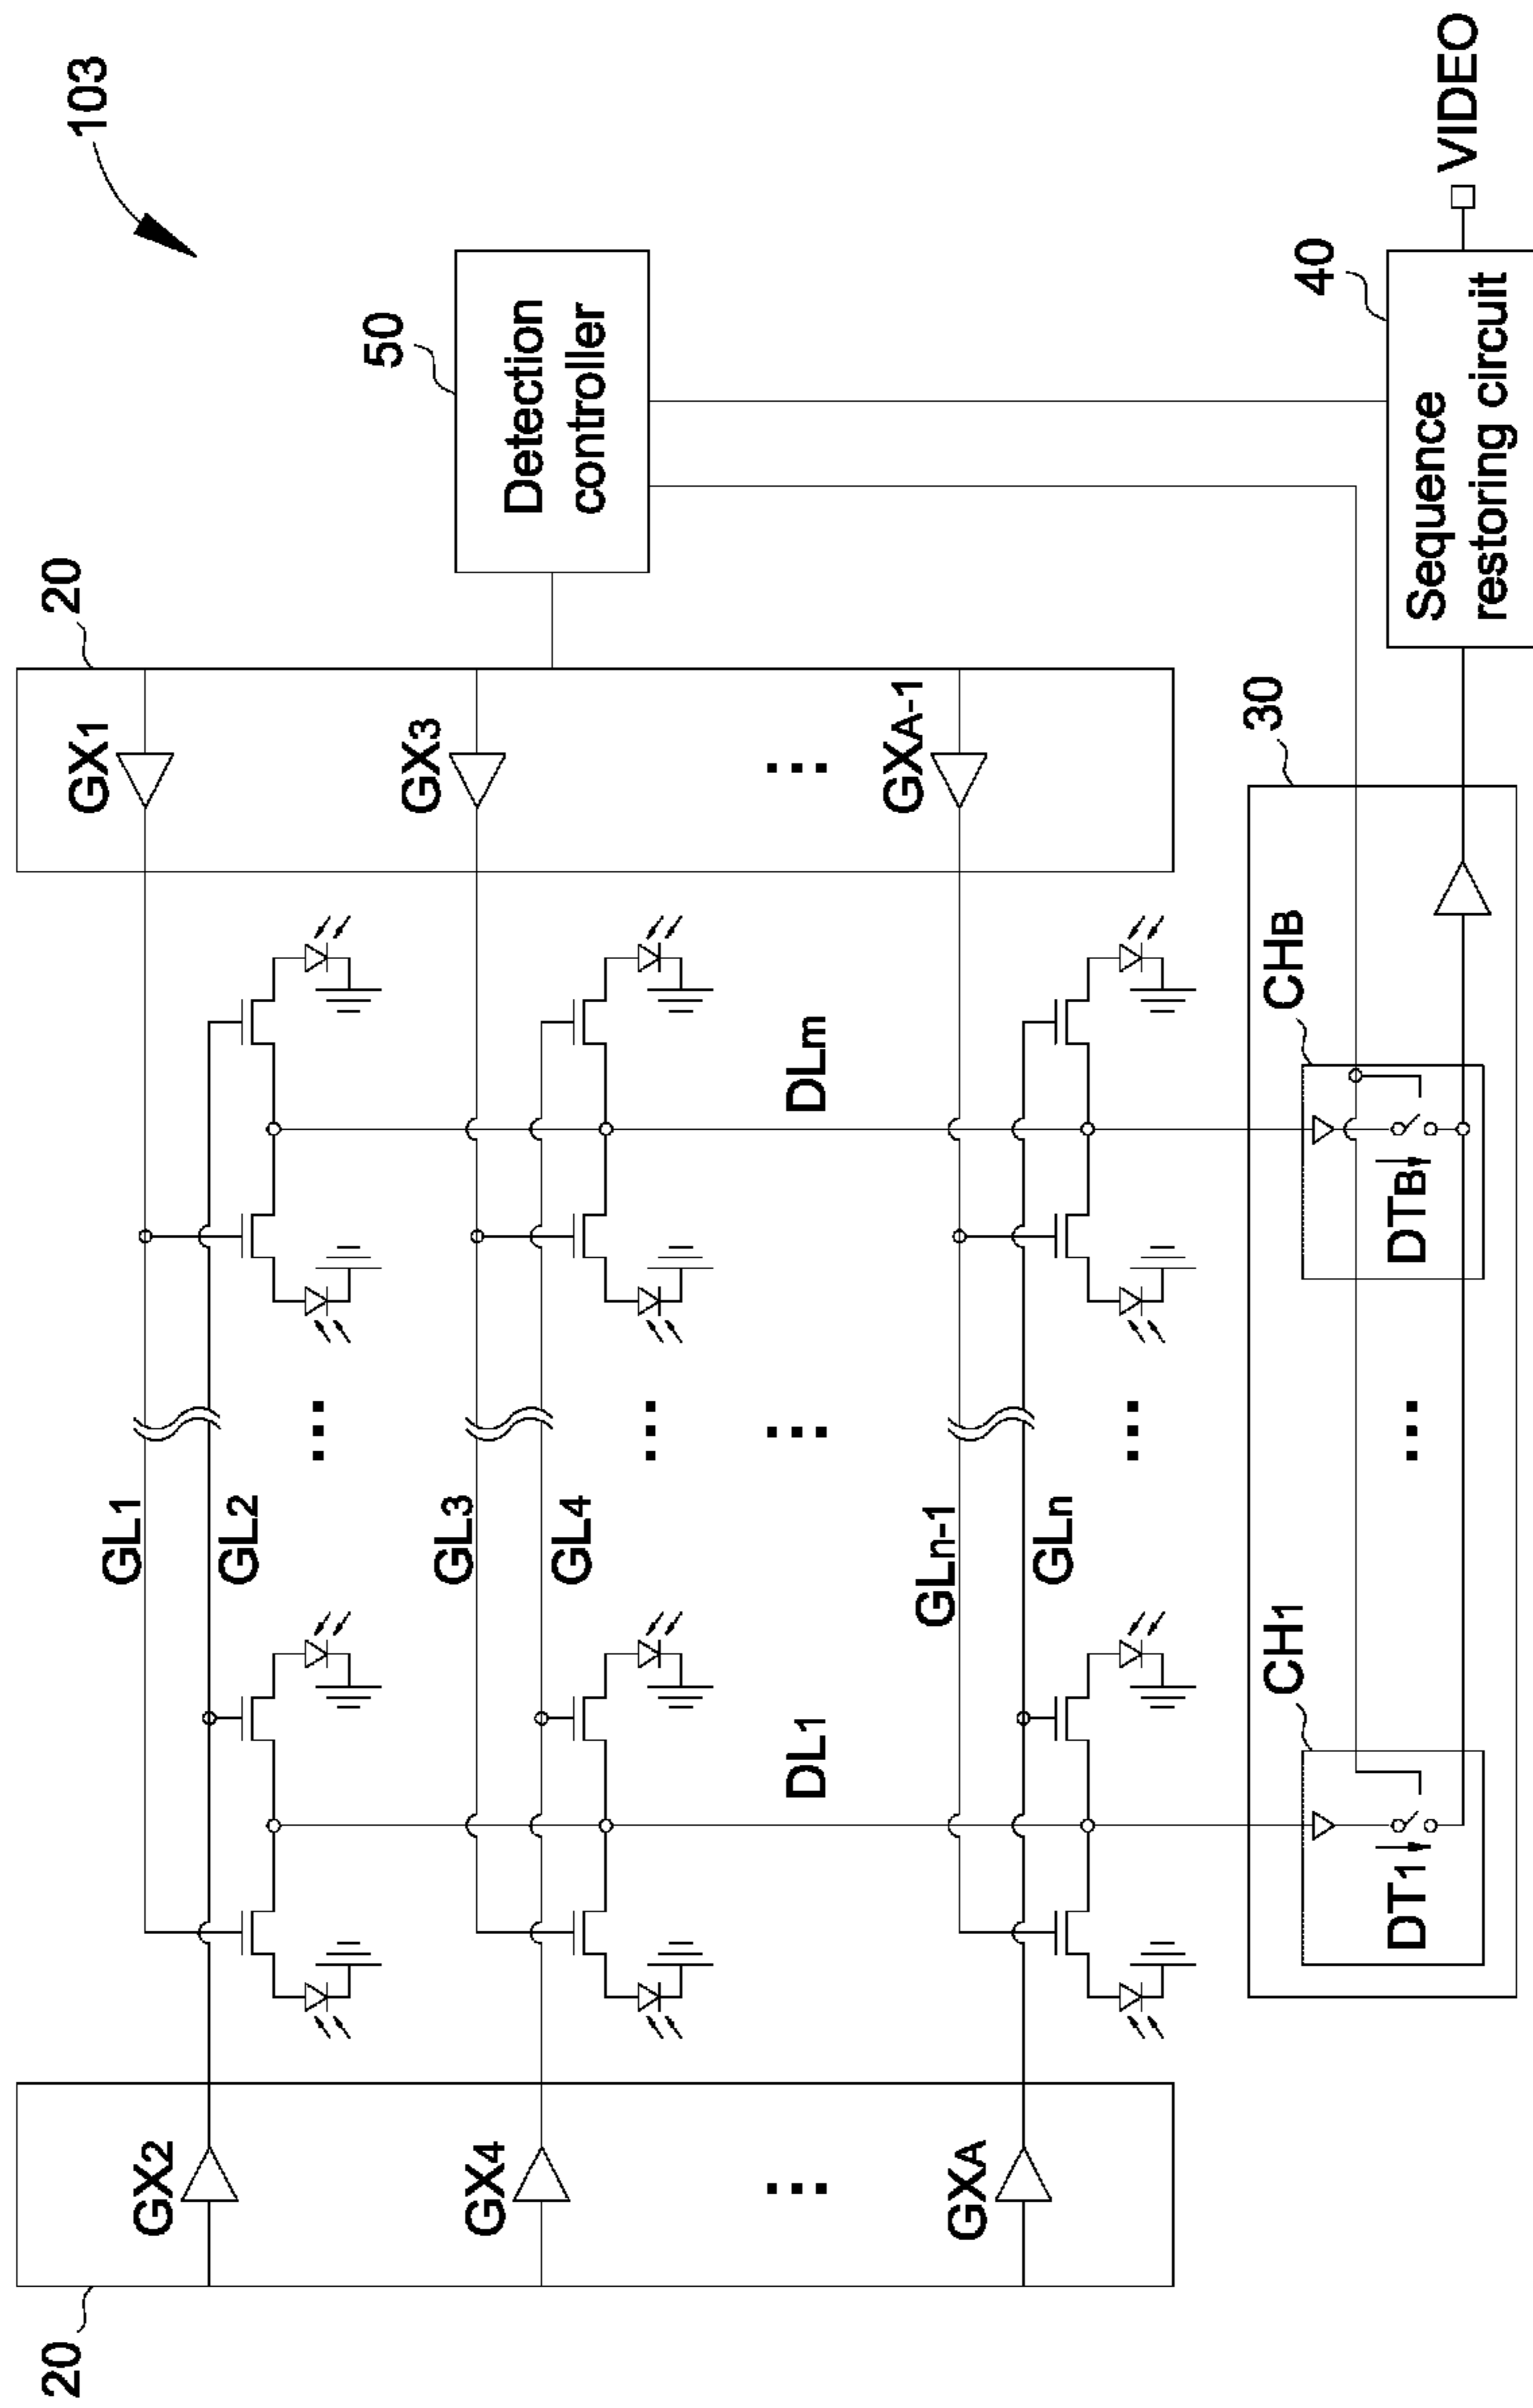 103
20
20
50
GX2
GL1
GX1
GL2
Detection
controller
GX4
GL3
GX3
GL4
DL1
DLm
GXA
GLn-1
GXA-1
GLn
30
CH1
CHB
40
DT1
DTB
Sequence
restoring circuit
VIDEO